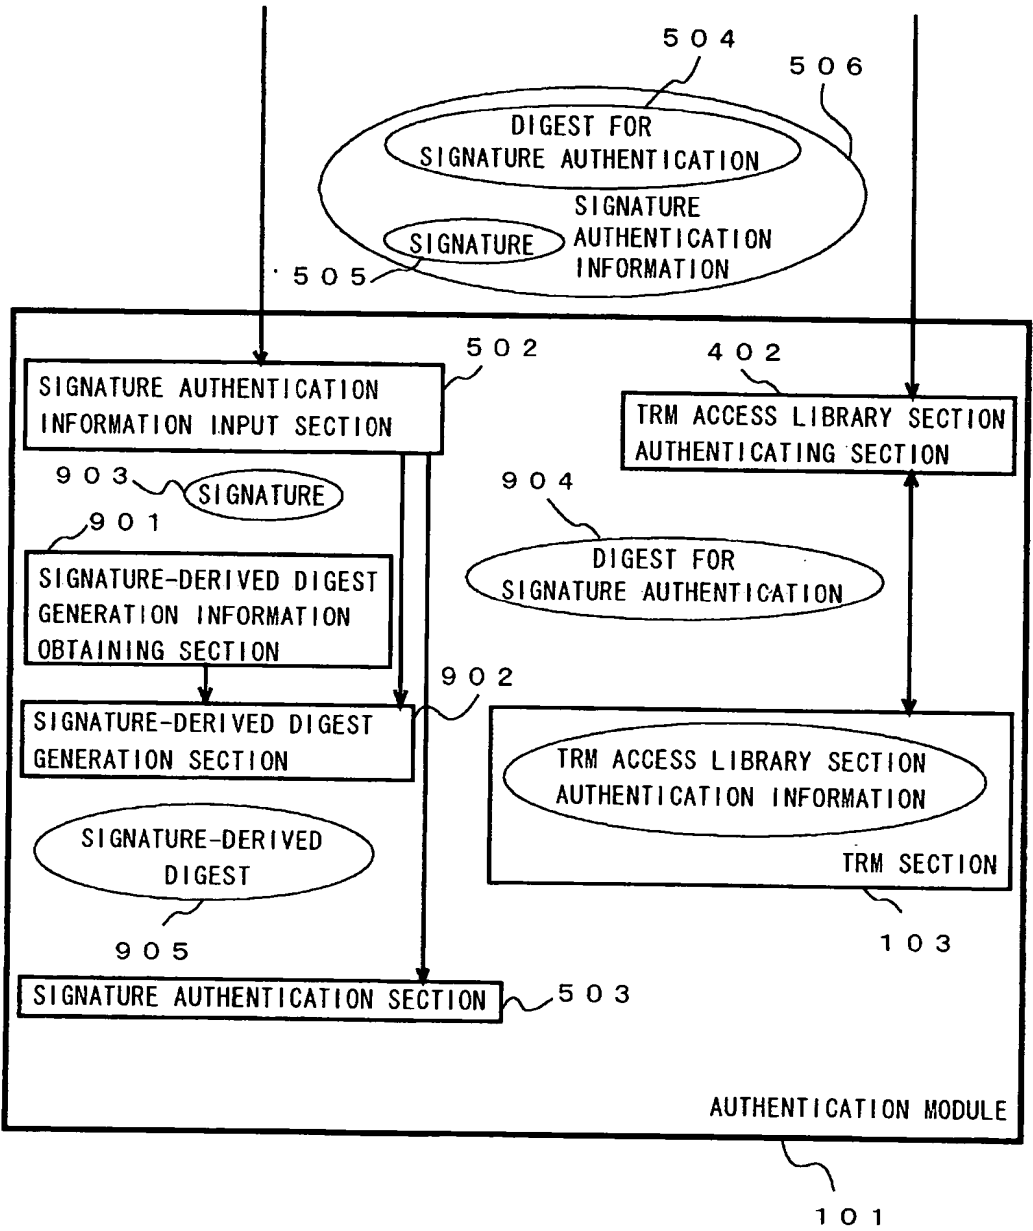 504
506
DIGEST FOR
SIGNATURE AUTHENTICATION
SIGNATURE
AUTHENTICATION
INFORMATION
SIGNATURE
505
502
SIGNATURE AUTHENTICATION
INFORMATION INPUT SECTION
402
TRM ACCESS LIBRARY SECTION
AUTHENTICATING SECTION
903
SIGNATURE
904
DIGEST FOR
SIGNATURE AUTHENTICATION
901
SIGNATURE-DERIVED DIGEST
GENERATION INFORMATION
OBTAINING SECTION
902
SIGNATURE-DERIVED DIGEST
GENERATION SECTION
TRM ACCESS LIBRARY SECTION
AUTHENTICATION INFORMATION
TRM SECTION
103
SIGNATURE-DERIVED
DIGEST
905
SIGNATURE AUTHENTICATION SECTION
503
AUTHENTICATION MODULE
101